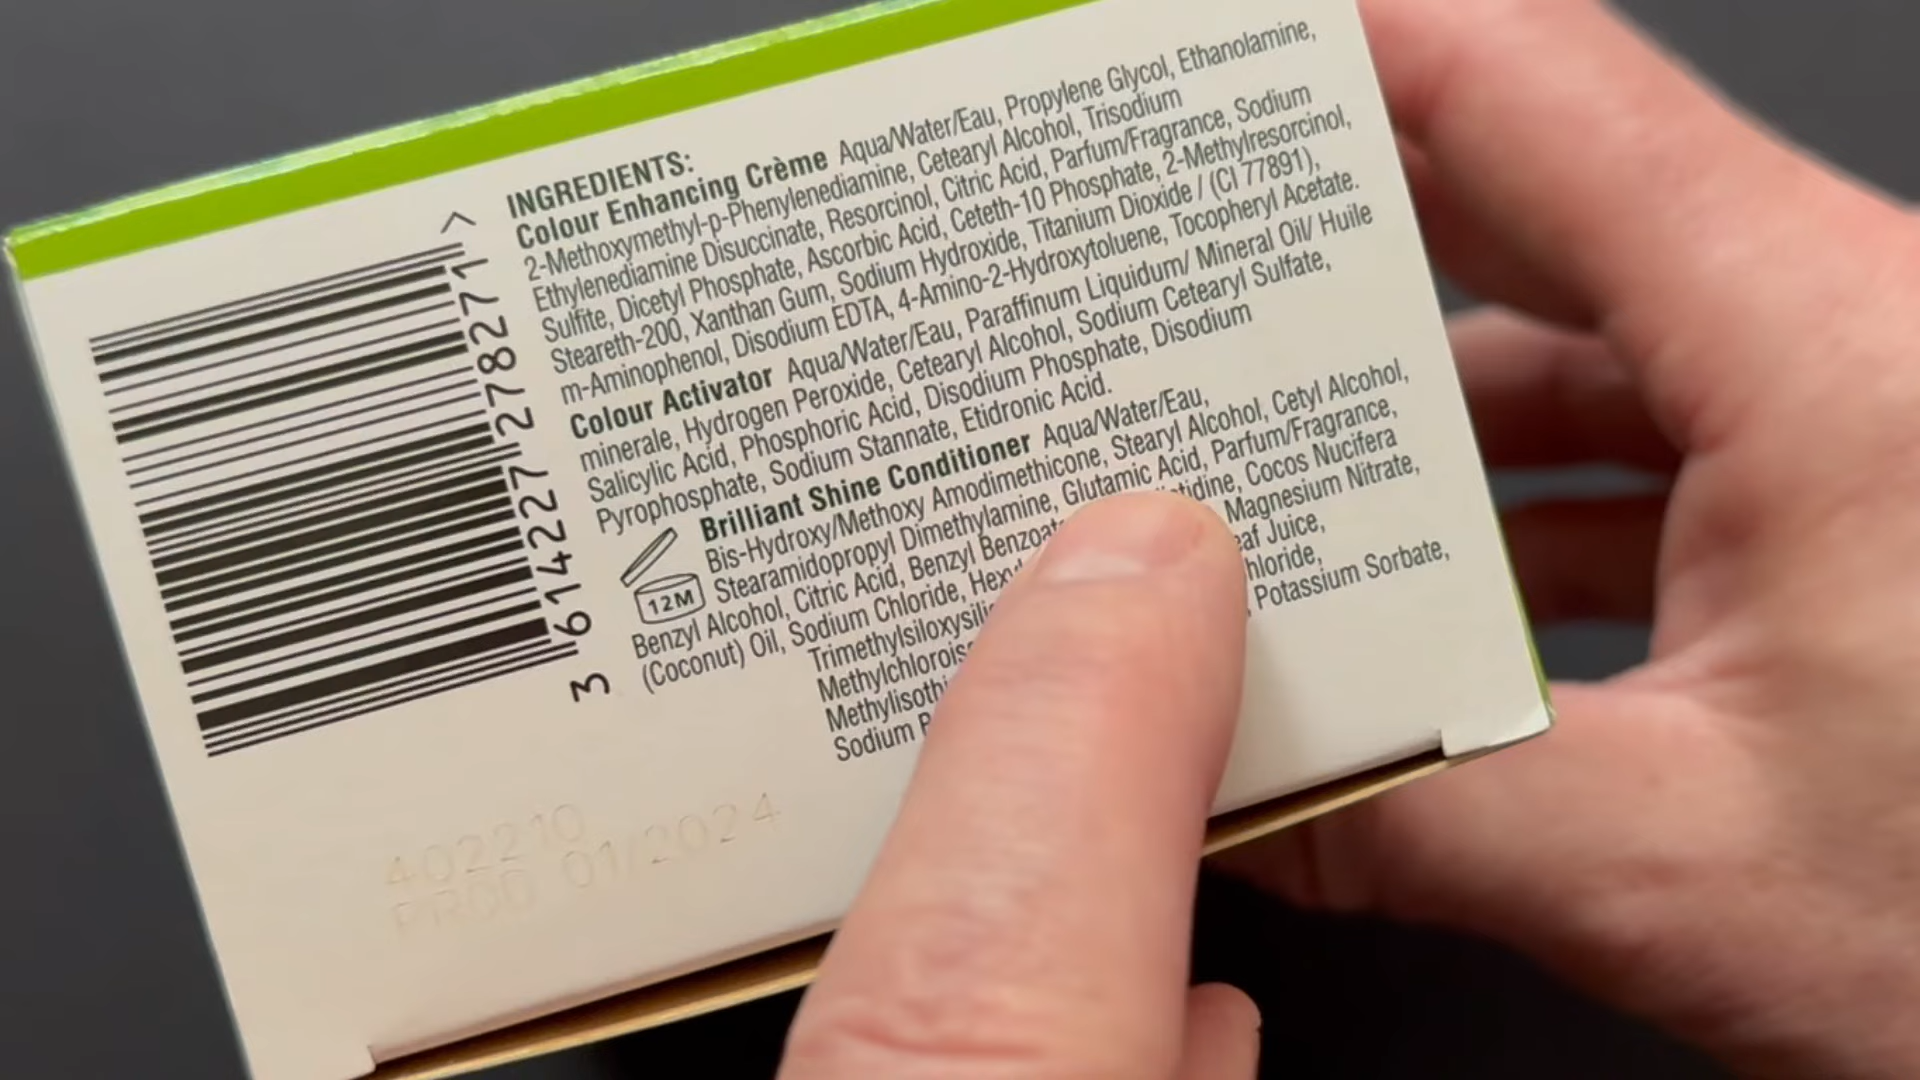 INGREDIENTS:
Colour Enhancing Crème Aqua/Water/Eau, Propylene Glycol, Ethanolamine,
2-Methoxymethyl-p-Phenylenediamine, Cetearyl Alcohol, Trisodium
Ethylenediamine Disuccinate, Resorcinol, Citric Acid, Parfum/Fragrance, Sodium
Sulfite, Dicetyl Phosphate, Ascorbic Acid, Ceteth-10 Phosphate, 2-Methylresorcinol,
Steareth-200, Xanthan Gum, Sodium Hydroxide, Titanium Dioxide / (CI 77891),
m-Aminophenol, Disodium EDTA, 4-Amino-2-Hydroxytoluene, Tocopheryl Acetate.
Colour Activator Aqua/Water/Eau, Paraffinum Liquidum/ Mineral Oil/ Huile
minerale, Hydrogen Peroxide, Cetearyl Alcohol, Sodium Cetearyl Sulfate,
Salicylic Acid, Phosphoric Acid, Disodium Phosphate, Disodium
Pyrophosphate, Sodium Stannate, Etidronic Acid.
Brilliant Shine Conditioner Aqua/Water/Eau,
Bis-Hydroxy/Methoxy Amodimethicone, Stearyl Alcohol, Cetyl Alcohol,
Stearamidopropyl Dimethylamine, Glutamic Acid, Parfum/Fragrance,
Benzyl Alcohol, Citric Acid, Benzyl Cocos Nucifera
(Coconut) Oil, Sodium Chloride, Magnesium Nitrate,
Juice,
Potassium Sorbate,
Sodium
12M
3 614227 278271 >
402210
PROD 01/2024